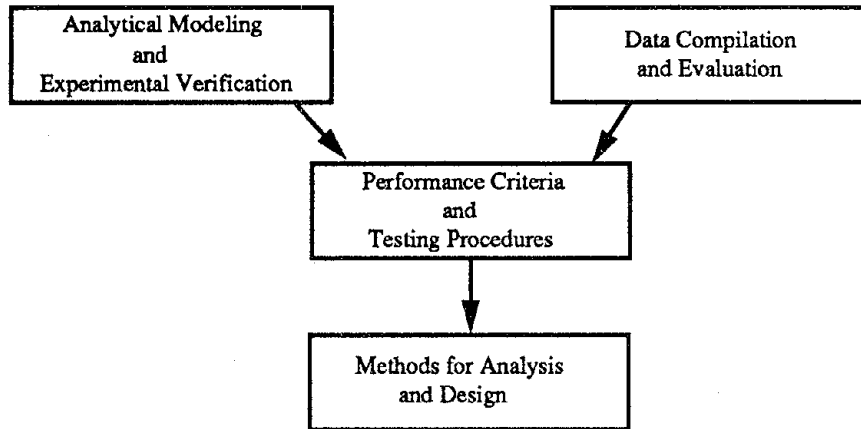 Analytical Modeling
and
Experimental Verification
Data Compilation
and Evaluation
Performance Criteria
and
Testing Procedures
Methods for Analysis
and Design